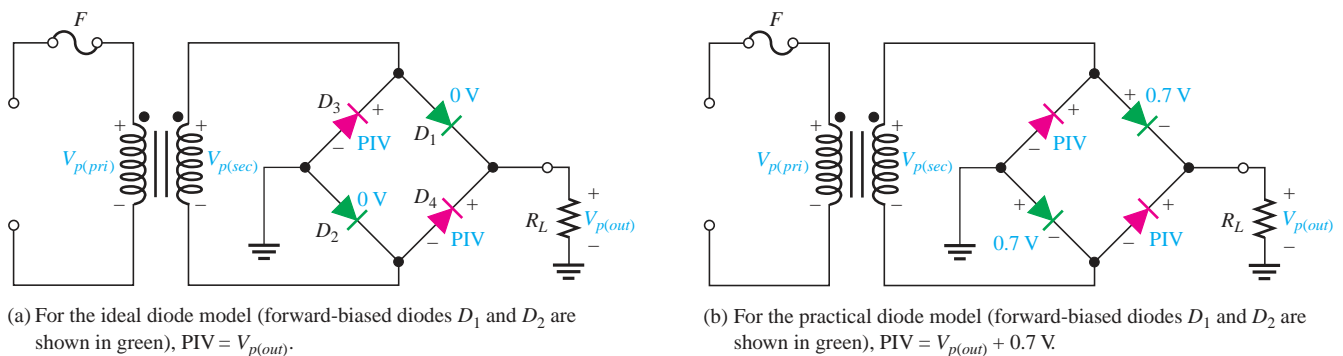 F
D3
+
0 V
+
+
PIV
D1
Vp(pri)
Vp(sec)
−
0 V
D4
+
+
−
−
D2
−
PIV
RL
Vp(out)
−
(a) For the ideal diode model (forward-biased diodes D1 and D2 are
shown in green), PIV = Vp(out).
F
+
+
0.7 V
+
+
PIV
−
Vp(pri)
Vp(sec)
−
+
+
+
−
−
0.7 V
−
−
PIV
RL
Vp(out)
−
(b) For the practical diode model (forward-biased diodes D1 and D2 are
shown in green), PIV = Vp(out) + 0.7 V.